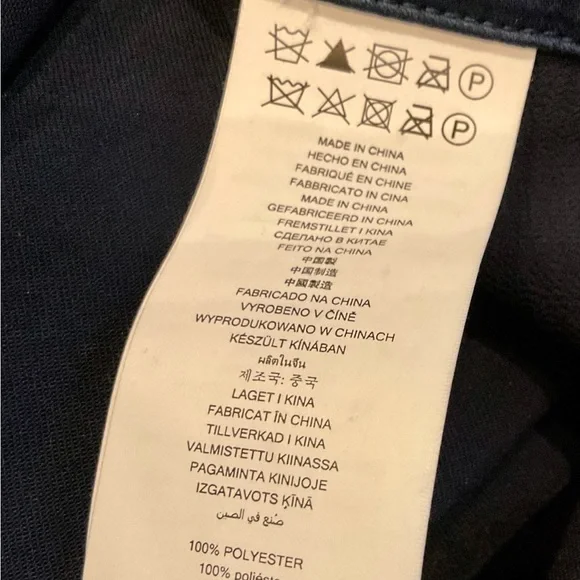 P
P
MADE IN CHINA
HECHO EN CHINA
FABRIQUÉ EN CHINE
FABBRICATO IN CINA
MADE IN CHINA
GEFABRICEERD IN CHINA
FREMSTILLET I KINA
СДЕЛАНО В КИТАЕ
FEITO NA CHINA
中国製
中国制造
中國製造
FABRICADO NA CHINA
VYROBENO V ČÍNĚ
WYPRODUKOWANO W CHINACH
KÉSZÜLT KÍNÁBAN
ผลิตในจีน
제조국: 중국
LAGET I KINA
FABRICAT ÎN CHINA
TILLVERKAD I KINA
VALMISTETTU KIINASSA
PAGAMINTA KINIJOJE
IZGATAVOTS ĶĪNĀ
صُنع في الصين
100% POLYESTER
100% poliéster